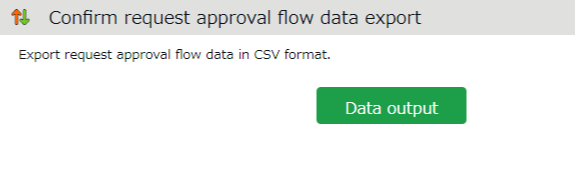 Confirm request approval flow data export
Export request approval flow data in CSV format.
Data output